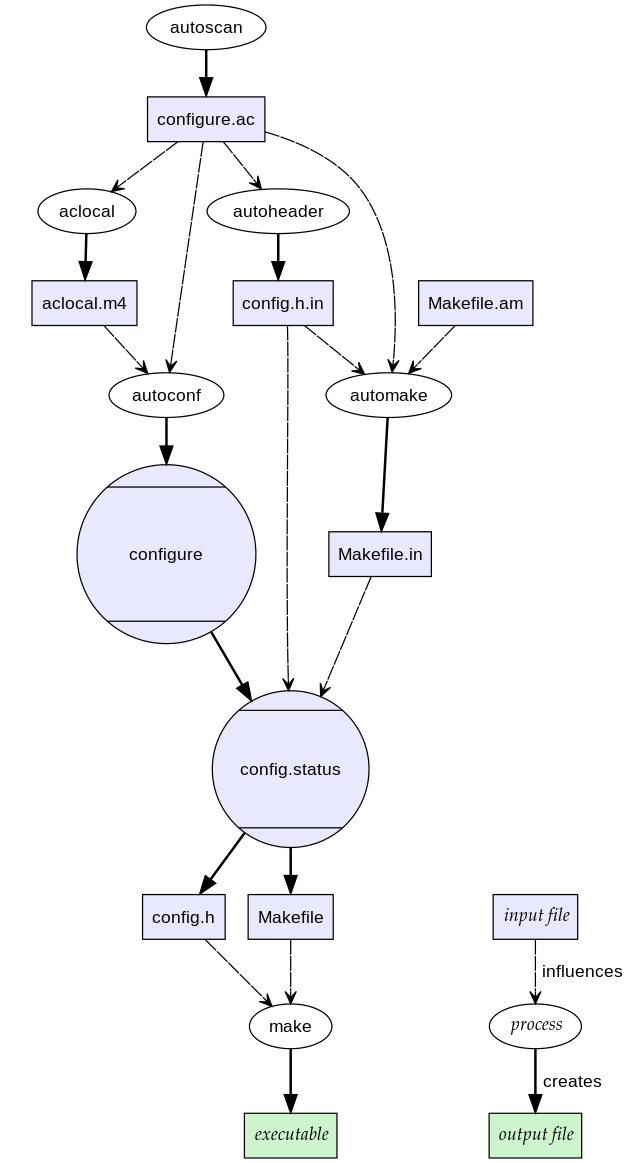 autoscan
configure.ac
aclocal
autoheader
aclocal.m4
config.h.in
Makefile.am
autoconf
automake
configure
Makefile.in
config.status
config.h
Makefile
input file
influences
make
process
creates
executable
output file